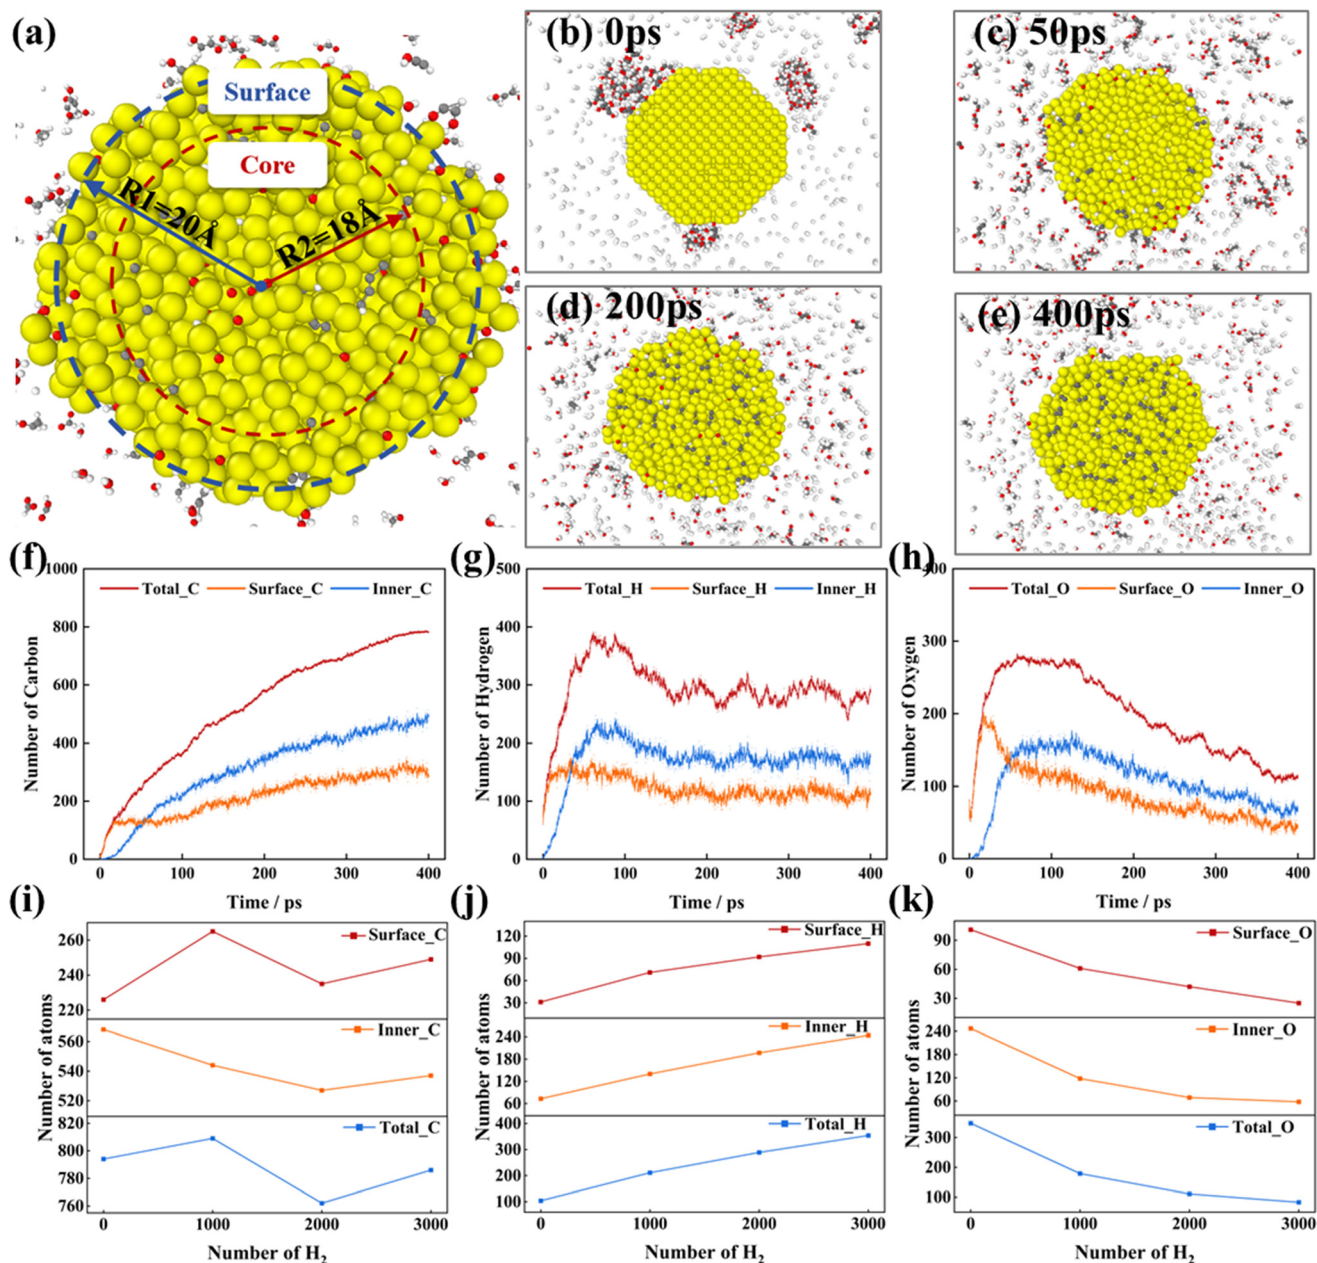 (a)
Surface
Core
R1=20Å
R2=18Å
(b) 0ps
(c) 50ps
(d) 200ps
(e) 400ps
(f)
1000
800
600
400
200
0
Number of Carbon
Total_C
Surface_C
Inner_C
0
100
200
300
400
Time / ps
(g)
500
400
300
200
100
0
Number of Hydrogen
Total_H
Surface_H
Inner_H
0
100
200
300
400
Time / ps
(h)
400
300
200
100
0
Number of Oxygen
Total_O
Surface_O
Inner_O
0
100
200
300
400
Time / ps
(i)
Number of atoms
260
240
220
Surface_C
560
540
520
Inner_C
820
800
780
760
Total_C
0
1000
2000
3000
Number of H₂
(j)
Number of atoms
120
90
60
30
Surface_H
240
180
120
60
Inner_H
400
300
200
100
Total_H
0
1000
2000
3000
Number of H₂
(k)
Number of atoms
90
60
30
Surface_O
240
180
120
60
Inner_O
300
200
100
Total_O
0
1000
2000
3000
Number of H₂